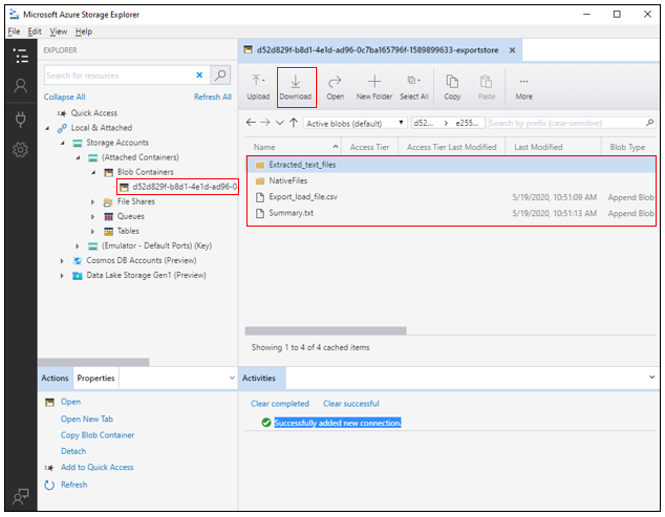 Microsoft Azure Storage Explorer
File Edit View Help
EXPLORER
Search for resources
Collapse All Refresh All
Quick Access
Local & Attached
Storage Accounts
(Attached Containers)
Blob Containers
d52d829f-b8d1-4e1d-ad96-0
File Shares
Queues
Tables
(Emulator - Default Ports) (Key)
Cosmos DB Accounts (Preview)
Data Lake Storage Gen1 (Preview)
Actions Properties
Open
Open New Tab
Copy Blob Container
Detach
Add to Quick Access
Refresh
d52d829f-b8d1-4e1d-ad96-0c7ba165796f-1589899633-exportstore
Upload Download Open New Folder Select All Copy Paste More
Active blobs (default) d52... e255... Search by prefix (case-sensitive)
Name Access Tier Access Tier Last Modified Last Modified Blob Type
Extracted_text_files
NativeFiles
Export_load_file.csv 5/19/2020, 10:51:09 AM Append Blob
Summary.txt 5/19/2020, 10:51:13 AM Append Blob
Showing 1 to 4 of 4 cached items
Activities
Clear completed Clear successful
Successfully added new connection.